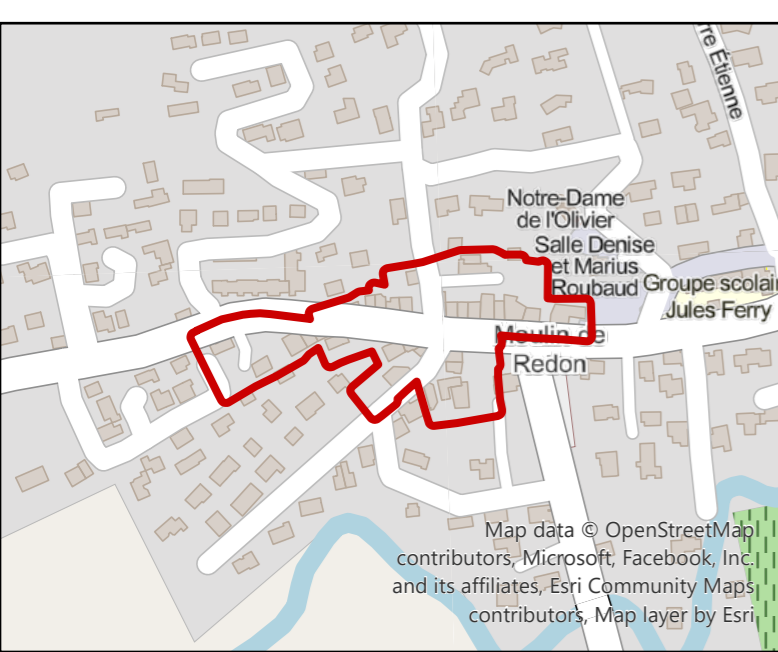 rre Étienne
Notre-Dame
de l'Olivier
Salle Denise
et Marius
Roubaud
Groupe scolair
Jules Ferry
Moulin de
Redon
Map data © OpenStreetMap
contributors, Microsoft, Facebook, Inc.
and its affiliates, Esri Community Maps
contributors, Map layer by Esri